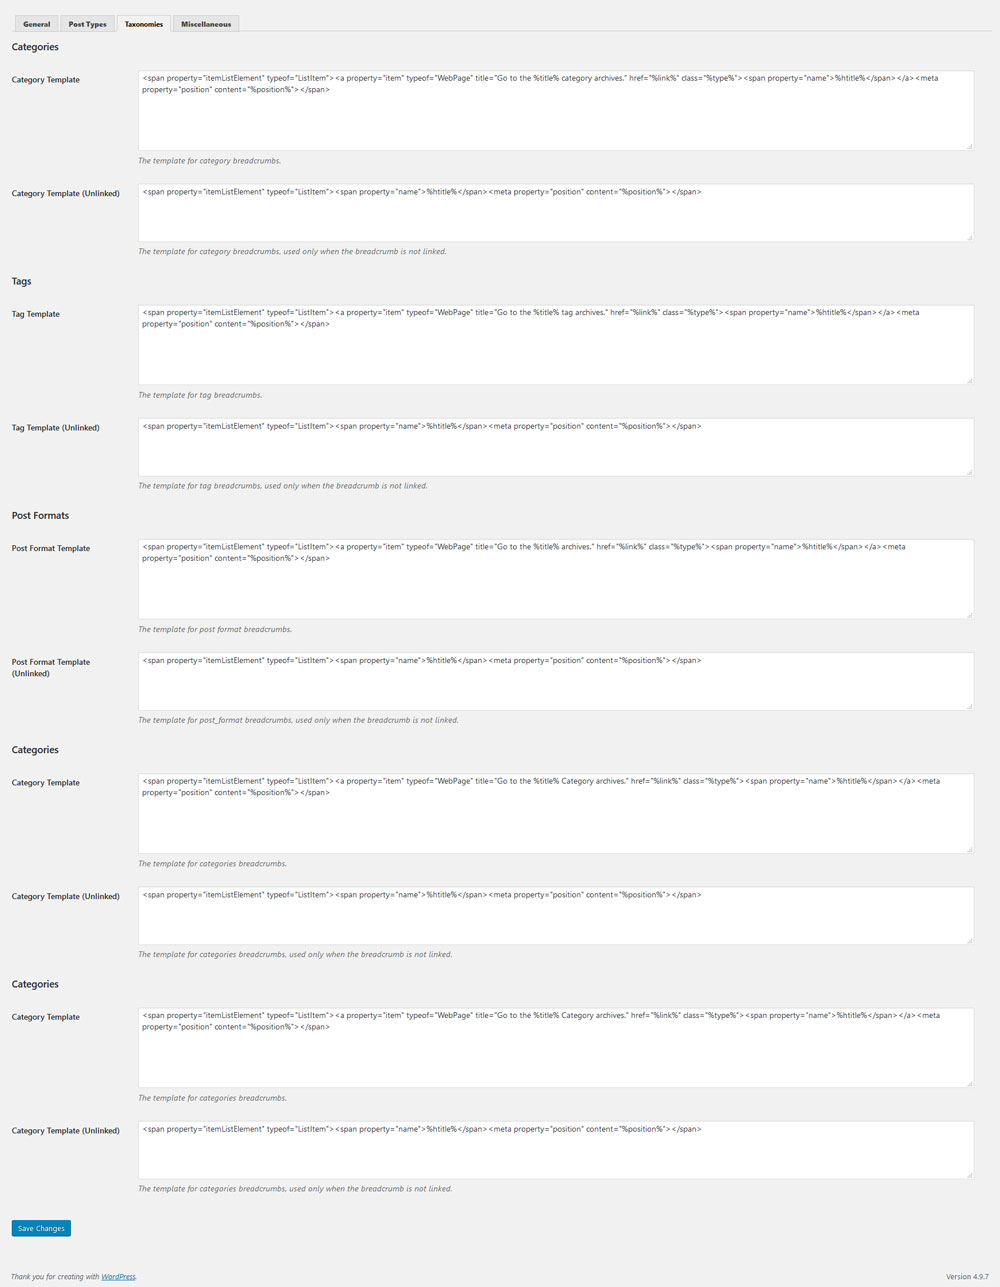 General Post Types Taxonomies Miscellaneous
Categories
Category Template
<span property="itemListElement" typeof="ListItem"><a property="item" typeof="WebPage" title="Go to the %title% category archives." href="%link%" class="%type%"><span property="name">%htitle%</span></a><meta
property="position" content="%position%"></span>
The template for category breadcrumbs.
Category Template (Unlinked)
<span property="itemListElement" typeof="ListItem"><span property="name">%htitle%</span><meta property="position" content="%position%"></span>
The template for category breadcrumbs, used only when the breadcrumb is not linked.
Tags
Tag Template
<span property="itemListElement" typeof="ListItem"><a property="item" typeof="WebPage" title="Go to the %title% tag archives." href="%link%" class="%type%"><span property="name">%htitle%</span></a><meta
property="position" content="%position%"></span>
The template for tag breadcrumbs.
Tag Template (Unlinked)
<span property="itemListElement" typeof="ListItem"><span property="name">%htitle%</span><meta property="position" content="%position%"></span>
The template for tag breadcrumbs, used only when the breadcrumb is not linked.
Post Formats
Post Format Template
<span property="itemListElement" typeof="ListItem"><a property="item" typeof="WebPage" title="Go to the %title% archives." href="%link%" class="%type%"><span property="name">%htitle%</span></a><meta
property="position" content="%position%"></span>
The template for post format breadcrumbs.
Post Format Template
(Unlinked)
<span property="itemListElement" typeof="ListItem"><span property="name">%htitle%</span><meta property="position" content="%position%"></span>
The template for post_format breadcrumbs, used only when the breadcrumb is not linked.
Categories
Category Template
<span property="itemListElement" typeof="ListItem"><a property="item" typeof="WebPage" title="Go to the %title% Category archives." href="%link%" class="%type%"><span property="name">%htitle%</span></a><meta
property="position" content="%position%"></span>
The template for categories breadcrumbs.
Category Template (Unlinked)
<span property="itemListElement" typeof="ListItem"><span property="name">%htitle%</span><meta property="position" content="%position%"></span>
The template for categories breadcrumbs, used only when the breadcrumb is not linked.
Categories
Category Template
<span property="itemListElement" typeof="ListItem"><a property="item" typeof="WebPage" title="Go to the %title% Category archives." href="%link%" class="%type%"><span property="name">%htitle%</span></a><meta
property="position" content="%position%"></span>
The template for categories breadcrumbs.
Category Template (Unlinked)
<span property="itemListElement" typeof="ListItem"><span property="name">%htitle%</span><meta property="position" content="%position%"></span>
The template for categories breadcrumbs, used only when the breadcrumb is not linked.
Save Changes
Thank you for creating with WordPress. Version 4.9.7